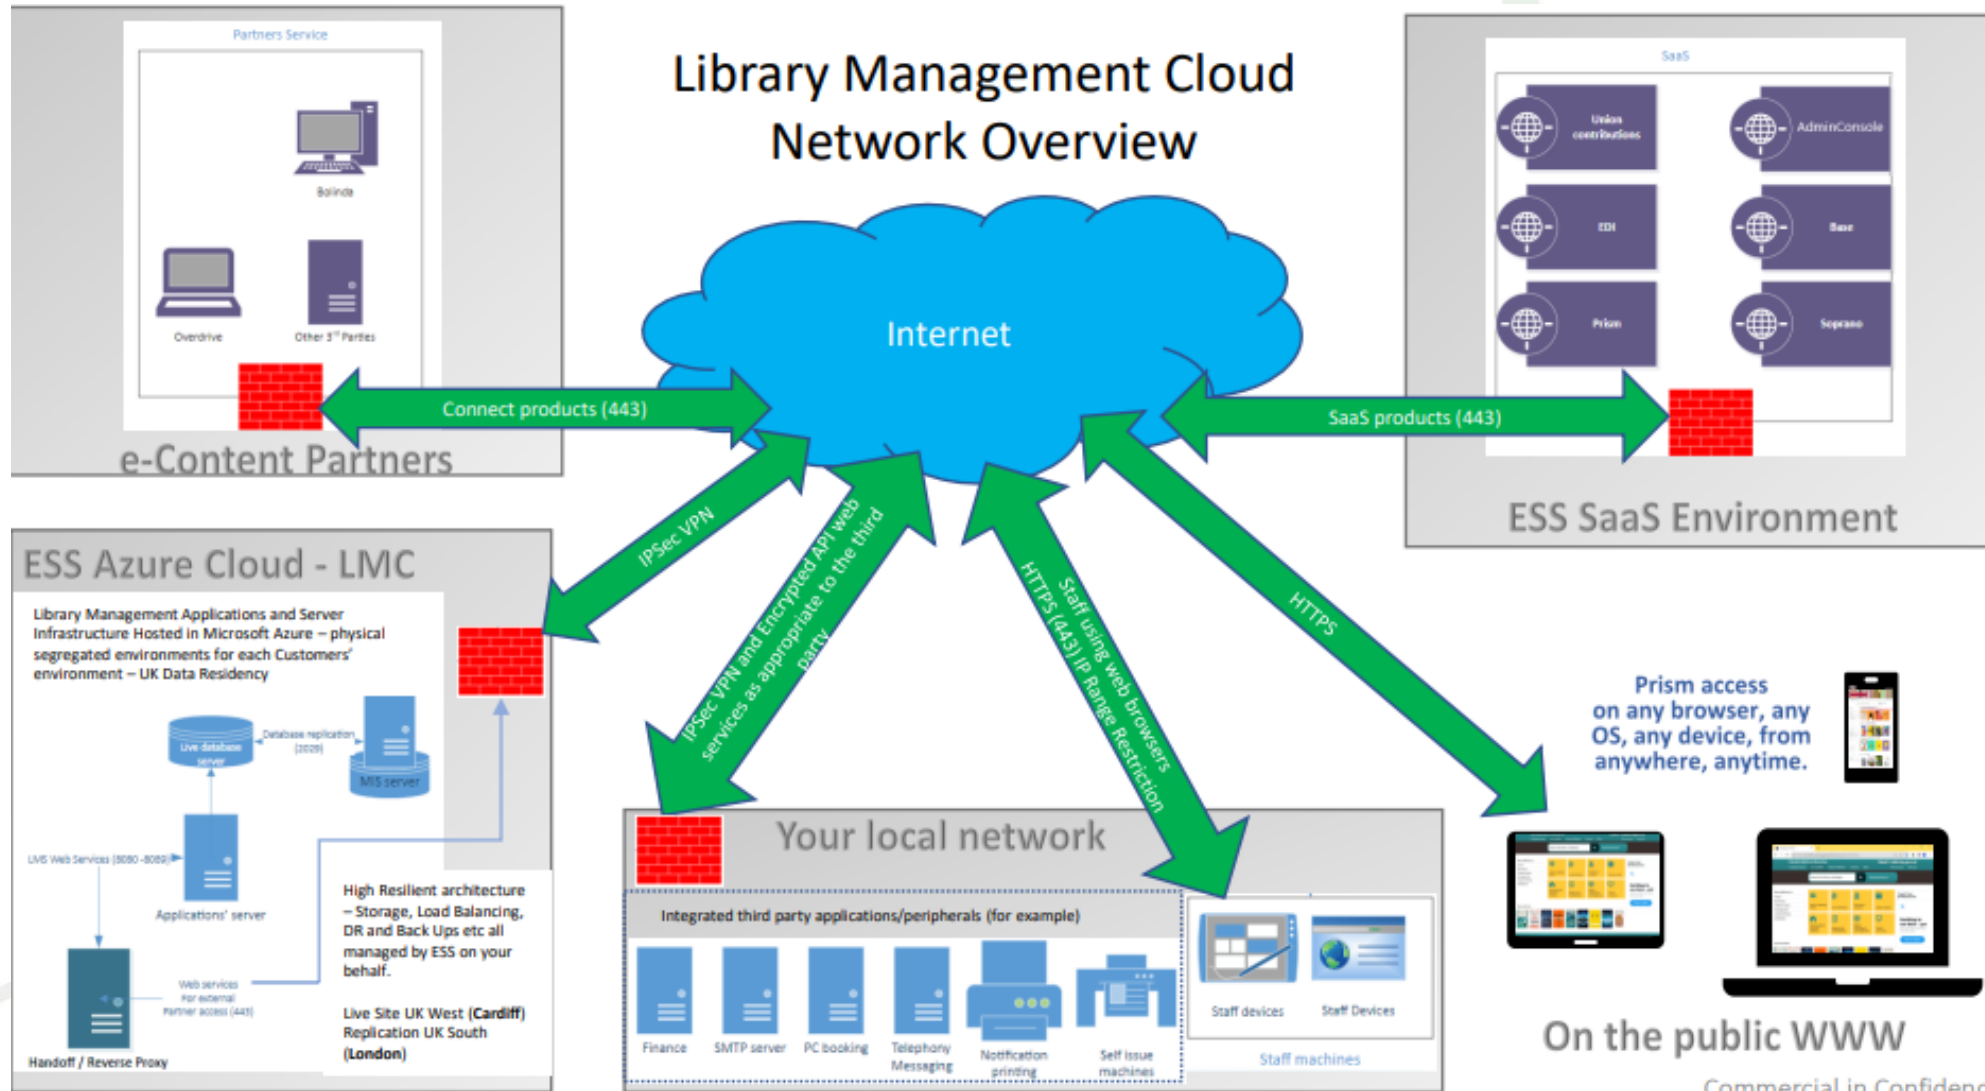 Library Management Cloud
Network Overview
Partners Service
Bolinda
Overdrive
Other 3rd Parties
e-Content Partners
Connect products (443)
Internet
SaaS products (443)
SaaS
Union
contributions
AdminConsole
EDI
Base
Prism
Soprano
ESS SaaS Environment
ESS Azure Cloud - LMC
Library Management Applications and Server
Infrastructure Hosted in Microsoft Azure – physical
segregated environments for each Customers'
environment – UK Data Residency
Live database
server
Database replication
(2029)
MIS server
LMS Web Services (8080 -8089)
Applications' server
Web services
For external
Partner access (443)
Handoff / Reverse Proxy
High Resilient architecture
– Storage, Load Balancing,
DR and Back Ups etc all
managed by ESS on your
behalf.
Live Site UK West (Cardiff)
Replication UK South
(London)
IPSec VPN
IPSec VPN and Encrypted API web
services as appropriate to the third
party
Staff using web browsers
HTTPS (443) IP Range Restriction
HTTPS
Your local network
Integrated third party applications/peripherals (for example)
Finance
SMTP server
PC booking
Telephony
Messaging
Notification
printing
Self issue
machines
Staff devices
Staff Devices
Staff machines
Prism access
on any browser, any
OS, any device, from
anywhere, anytime.
On the public WWW
Commercial in Confidenc